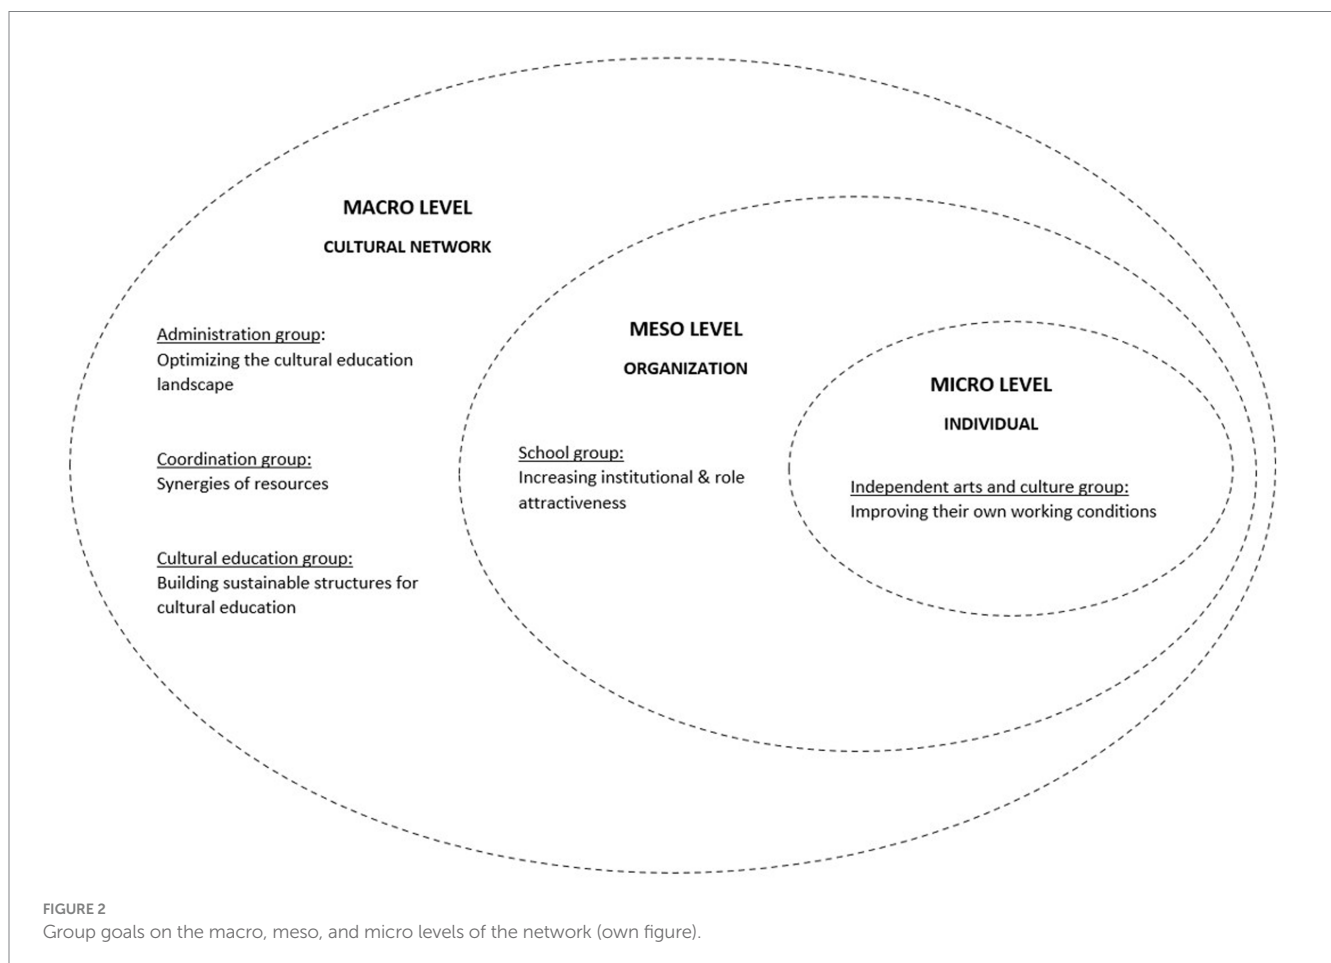 MACRO LEVEL
CULTURAL NETWORK
Administration group:
Optimizing the cultural education
landscape
Coordination group:
Synergies of resources
Cultural education group:
Building sustainable structures for
cultural education
MESO LEVEL
ORGANIZATION
School group:
Increasing institutional & role
attractiveness
MICRO LEVEL
INDIVIDUAL
Independent arts and culture group:
Improving their own working conditions
FIGURE 2
Group goals on the macro, meso, and micro levels of the network (own figure).